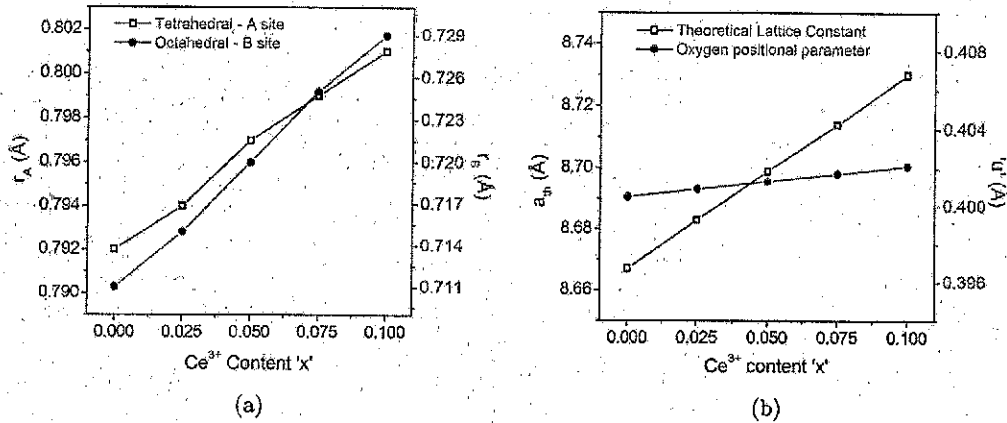 Tetrahedral - A site
Octahedral - B site
0.802
0.800
0.798
0.796
0.794
0.792
0.790
r_A (Å)
0.729
0.726
0.723
0.720
0.717
0.714
0.711
r_B (Å)
0.000 0.025 0.050 0.075 0.100
Ce³⁺ Content 'x'
(a)
Theoretical Lattice Constant
Oxygen positional parameter
8.74
8.72
8.70
8.68
8.66
a_th (Å)
0.408
0.404
0.400
0.396
'u' (Å)
0.000 0.025 0.050 0.075 0.100
Ce³⁺ content 'x'
(b)